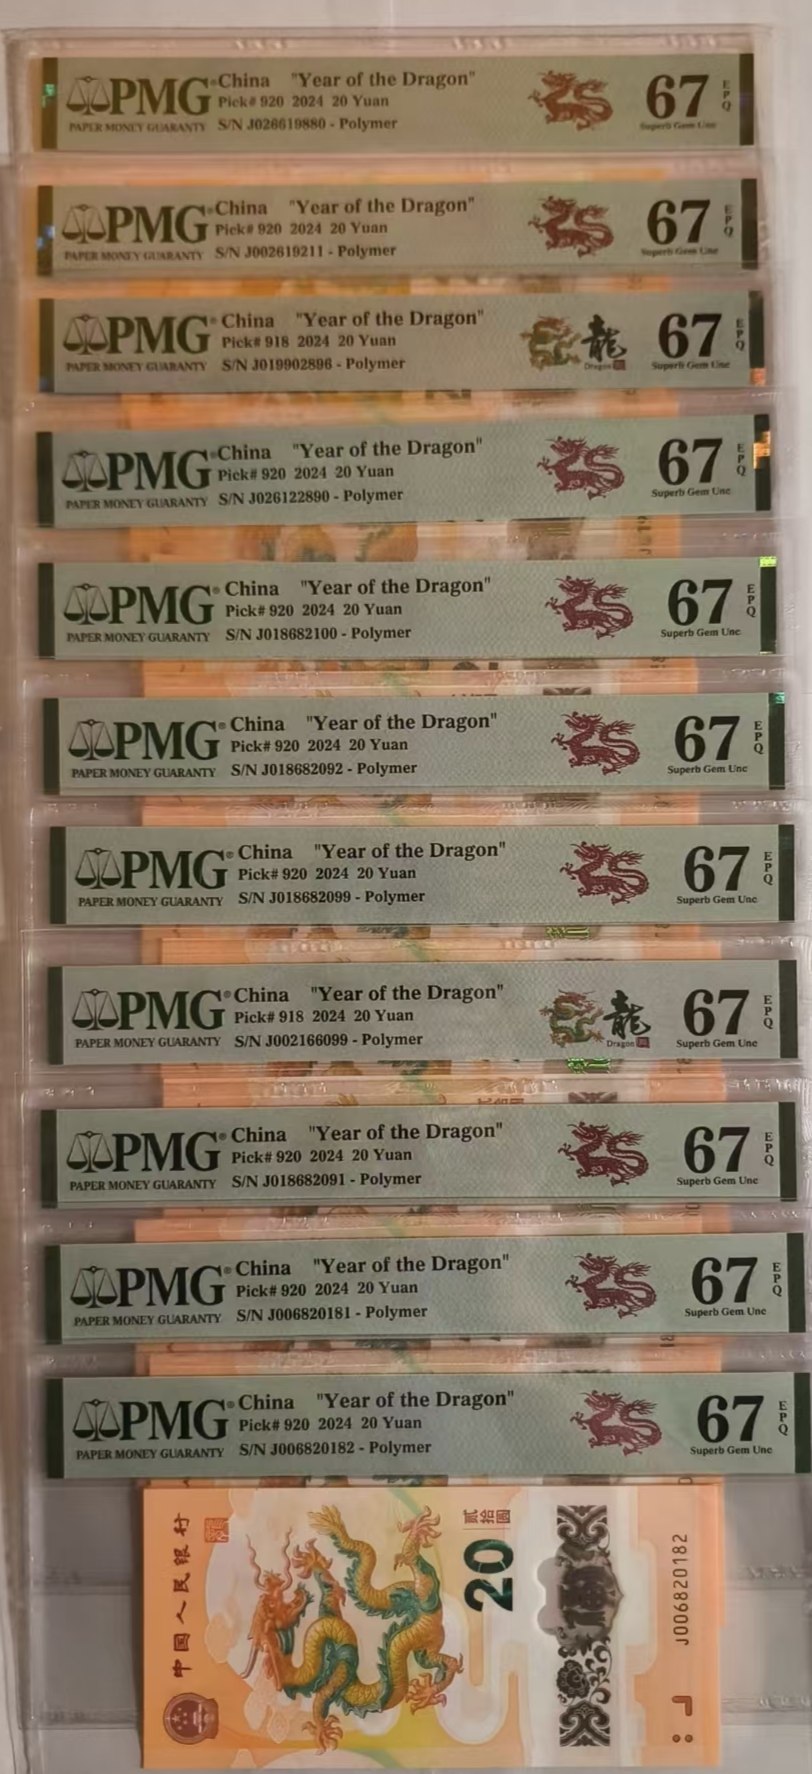 PMG® China "Year of the Dragon" 67 EPQ
Pick# 920 2024 20 Yuan
PAPER MONEY GUARANTY S/N J026619880 - Polymer Superb Gem Unc
PMG® China "Year of the Dragon" 67 EPQ
Pick# 920 2024 20 Yuan
PAPER MONEY GUARANTY S/N J002619211 - Polymer Superb Gem Unc
PMG® China "Year of the Dragon" 龍 67 EPQ
Pick# 918 2024 20 Yuan
PAPER MONEY GUARANTY S/N J019902896 - Polymer Dragon Superb Gem Unc
PMG® China "Year of the Dragon" 67 EPQ
Pick# 920 2024 20 Yuan
PAPER MONEY GUARANTY S/N J026122890 - Polymer Superb Gem Unc
PMG® China "Year of the Dragon" 67 EPQ
Pick# 920 2024 20 Yuan
PAPER MONEY GUARANTY S/N J018682100 - Polymer Superb Gem Unc
PMG® China "Year of the Dragon" 67 EPQ
Pick# 920 2024 20 Yuan
PAPER MONEY GUARANTY S/N J018682092 - Polymer Superb Gem Unc
PMG® China "Year of the Dragon" 67 EPQ
Pick# 920 2024 20 Yuan
PAPER MONEY GUARANTY S/N J018682099 - Polymer Superb Gem Unc
PMG® China "Year of the Dragon" 龍 67 EPQ
Pick# 918 2024 20 Yuan
PAPER MONEY GUARANTY S/N J002166099 - Polymer Dragon Superb Gem Unc
PMG® China "Year of the Dragon" 67 EPQ
Pick# 920 2024 20 Yuan
PAPER MONEY GUARANTY S/N J018682091 - Polymer Superb Gem Unc
PMG® China "Year of the Dragon" 67 EPQ
Pick# 920 2024 20 Yuan
PAPER MONEY GUARANTY S/N J006820181 - Polymer Superb Gem Unc
PMG® China "Year of the Dragon" 67 EPQ
Pick# 920 2024 20 Yuan
PAPER MONEY GUARANTY S/N J006820182 - Polymer Superb Gem Unc
中国人民银行
贰拾圆
20
J006820182